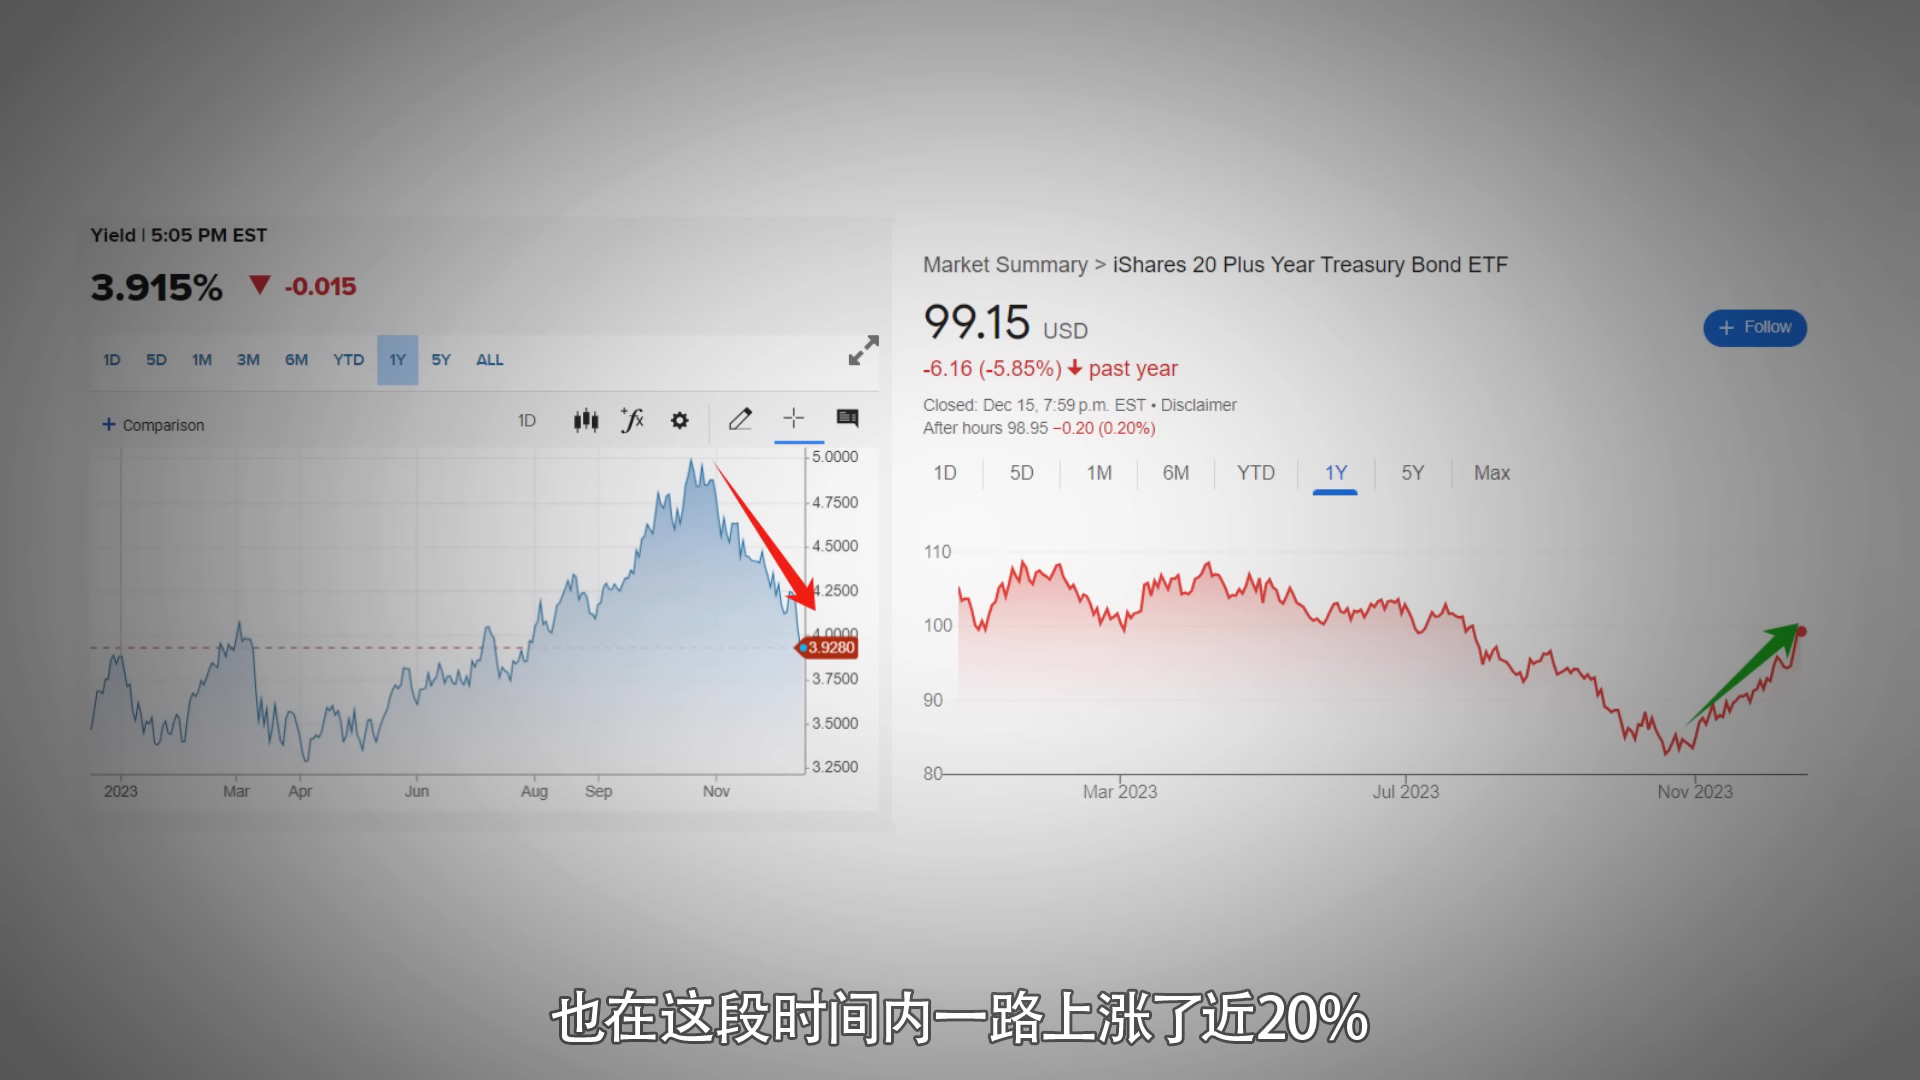 Yield | 5:05 PM EST
3.915% ▼ -0.015
1D 5D 1M 3M 6M YTD 1Y 5Y ALL
+ Comparison 1D
5.0000
4.7500
4.5000
4.2500
4.0000
3.9280
3.7500
3.5000
3.2500
2023 Mar Apr Jun Aug Sep Nov
Market Summary > iShares 20 Plus Year Treasury Bond ETF
99.15 USD
+ Follow
-6.16 (-5.85%) ↓ past year
Closed: Dec 15, 7:59 p.m. EST • Disclaimer
After hours 98.95 −0.20 (0.20%)
1D 5D 1M 6M YTD 1Y 5Y Max
110
100
90
80
Mar 2023 Jul 2023 Nov 2023
也在这段时间内一路上涨了近20%